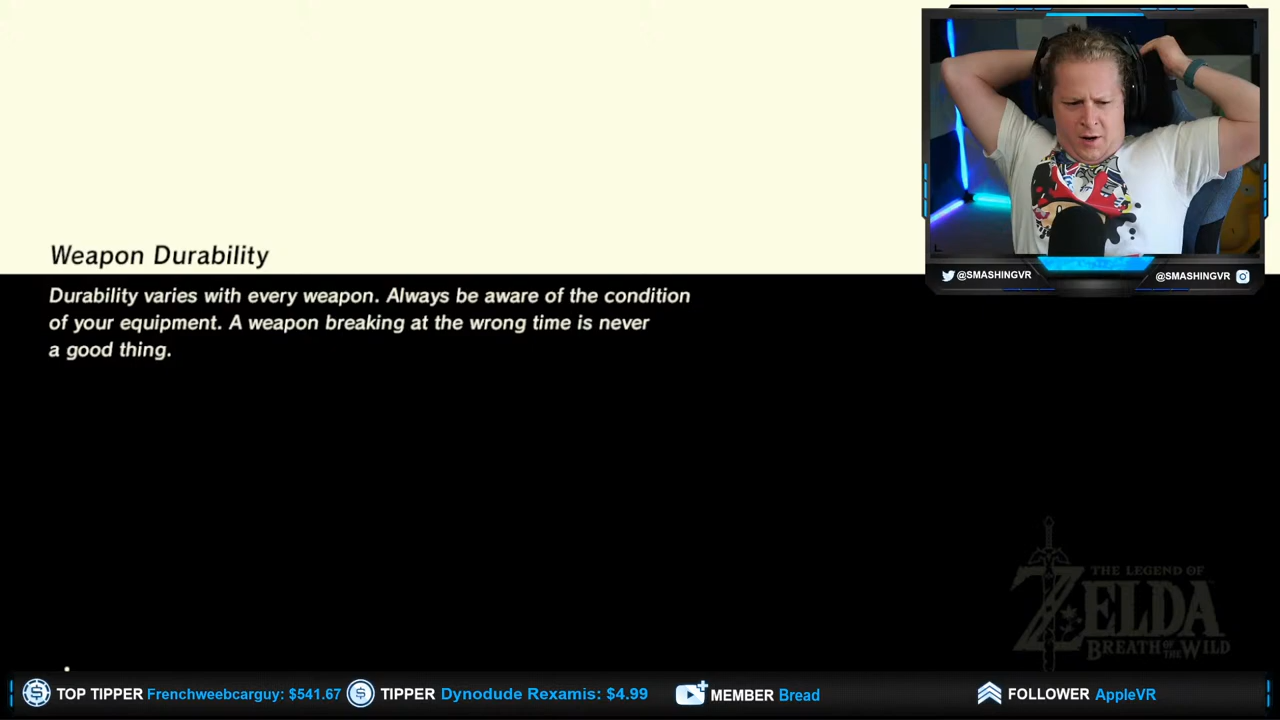 @SMASHINGVR
@SMASHINGVR
Weapon Durability
Durability varies with every weapon. Always be aware of the condition
of your equipment. A weapon breaking at the wrong time is never
a good thing.
THE LEGEND OF
ZELDA
BREATH OF THE WILD
TOP TIPPER Frenchweebcarguy: $541.67 TIPPER Dynodude Rexamis: $4.99 MEMBER Bread FOLLOWER AppleVR